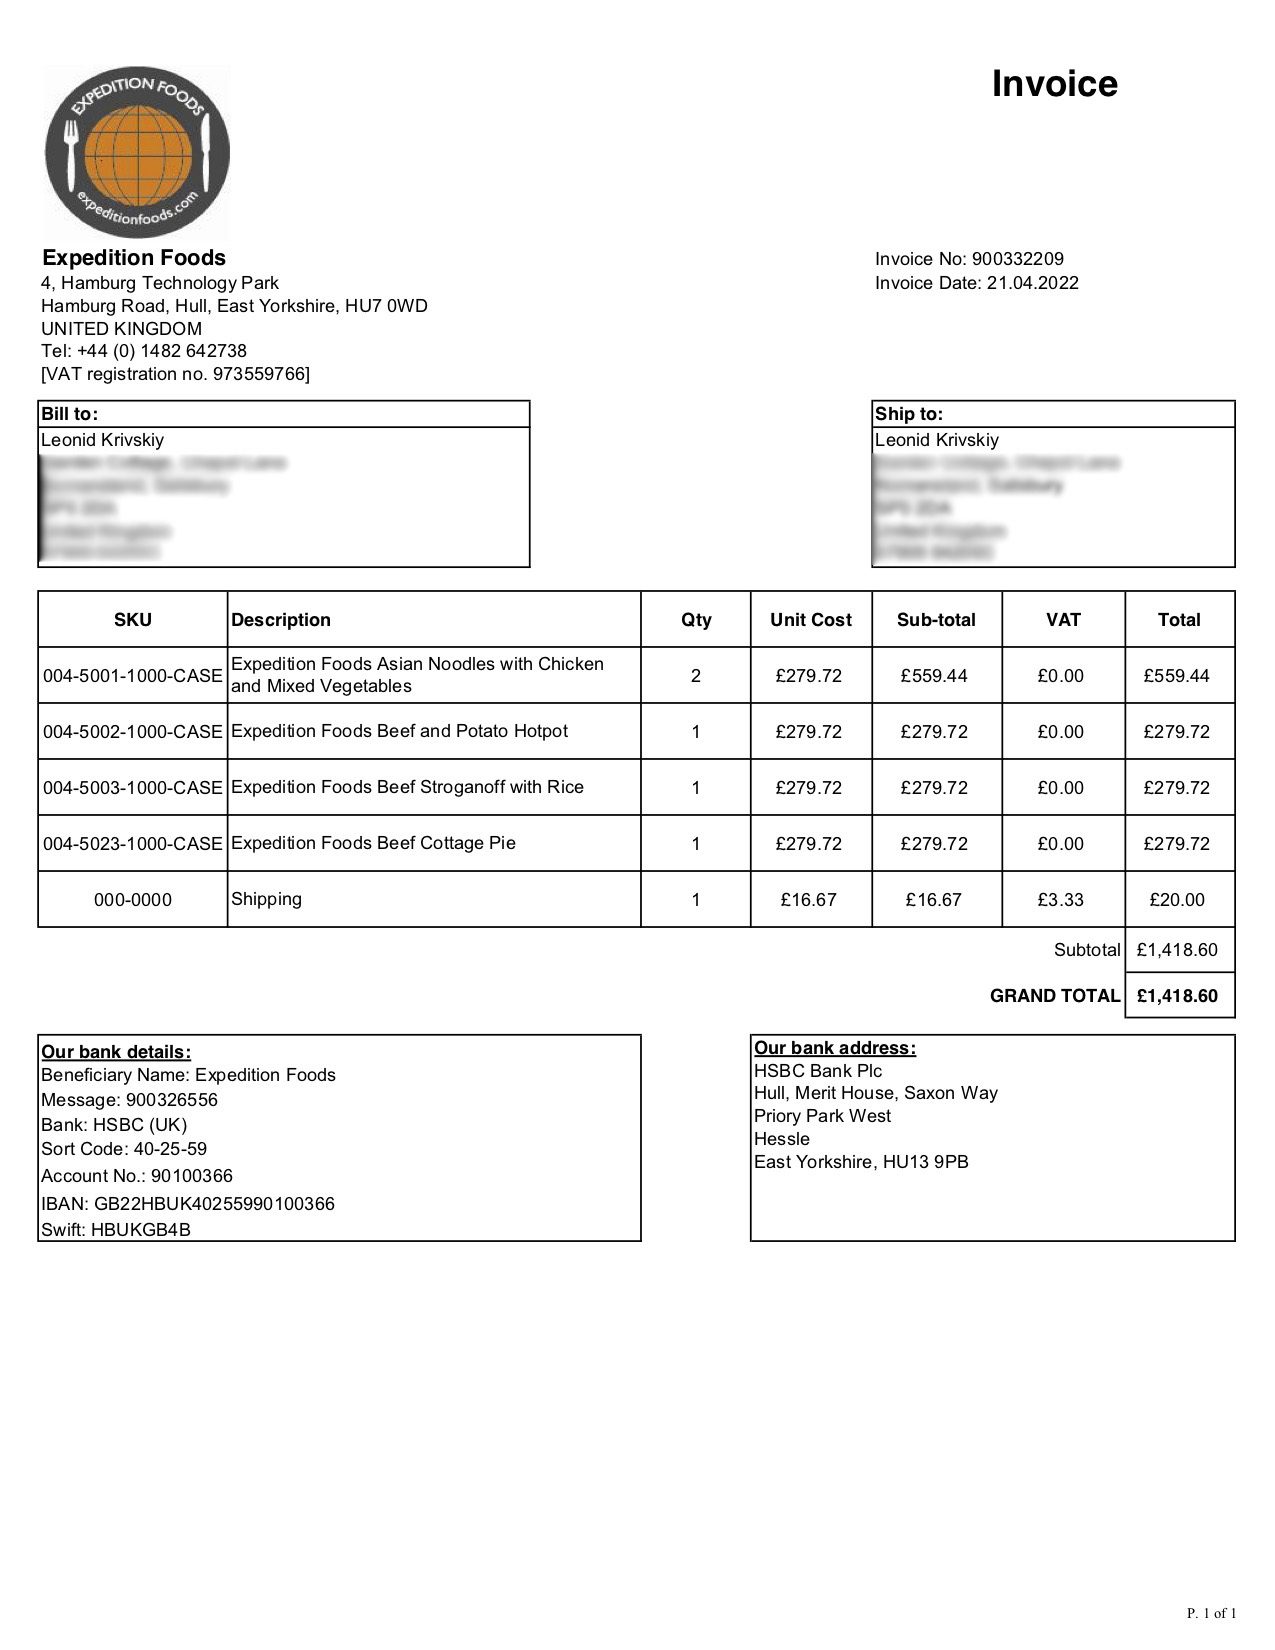 EXPEDITION FOODS
expeditionfoods.com
Invoice
Expedition Foods
4, Hamburg Technology Park
Hamburg Road, Hull, East Yorkshire, HU7 0WD
UNITED KINGDOM
Tel: +44 (0) 1482 642738
[VAT registration no. 973559766]
Invoice No: 900332209
Invoice Date: 21.04.2022
Bill to:
Leonid Krivskiy
Ship to:
Leonid Krivskiy
SKU Description Qty Unit Cost Sub-total VAT Total
004-5001-1000-CASE Expedition Foods Asian Noodles with Chicken
and Mixed Vegetables 2 £279.72 £559.44 £0.00 £559.44
004-5002-1000-CASE Expedition Foods Beef and Potato Hotpot 1 £279.72 £279.72 £0.00 £279.72
004-5003-1000-CASE Expedition Foods Beef Stroganoff with Rice 1 £279.72 £279.72 £0.00 £279.72
004-5023-1000-CASE Expedition Foods Beef Cottage Pie 1 £279.72 £279.72 £0.00 £279.72
000-0000 Shipping 1 £16.67 £16.67 £3.33 £20.00
Subtotal £1,418.60
GRAND TOTAL £1,418.60
Our bank details:
Beneficiary Name: Expedition Foods
Message: 900326556
Bank: HSBC (UK)
Sort Code: 40-25-59
Account No.: 90100366
IBAN: GB22HBUK40255990100366
Swift: HBUKGB4B
Our bank address:
HSBC Bank Plc
Hull, Merit House, Saxon Way
Priory Park West
Hessle
East Yorkshire, HU13 9PB
P. 1 of 1